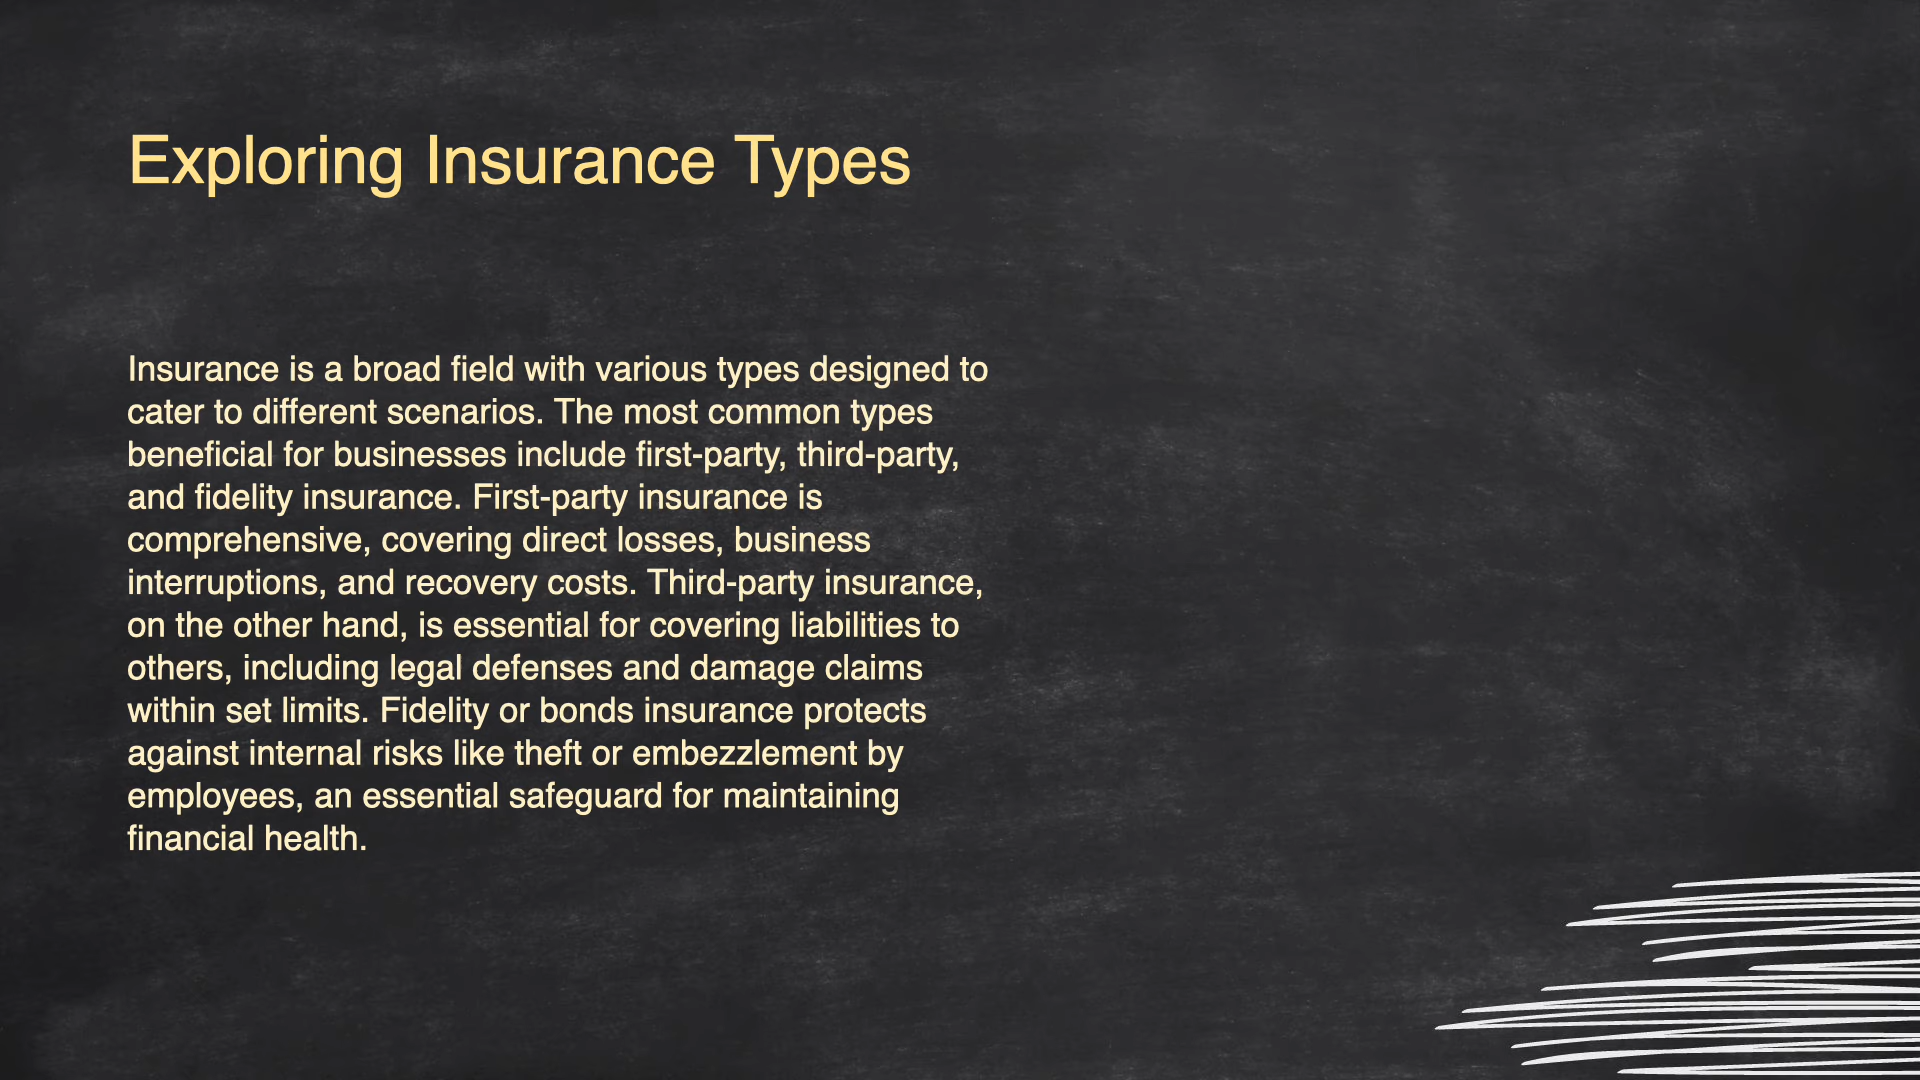 Exploring Insurance Types
Insurance is a broad field with various types designed to
cater to different scenarios. The most common types
beneficial for businesses include first-party, third-party,
and fidelity insurance. First-party insurance is
comprehensive, covering direct losses, business
interruptions, and recovery costs. Third-party insurance,
on the other hand, is essential for covering liabilities to
others, including legal defenses and damage claims
within set limits. Fidelity or bonds insurance protects
against internal risks like theft or embezzlement by
employees, an essential safeguard for maintaining
financial health.